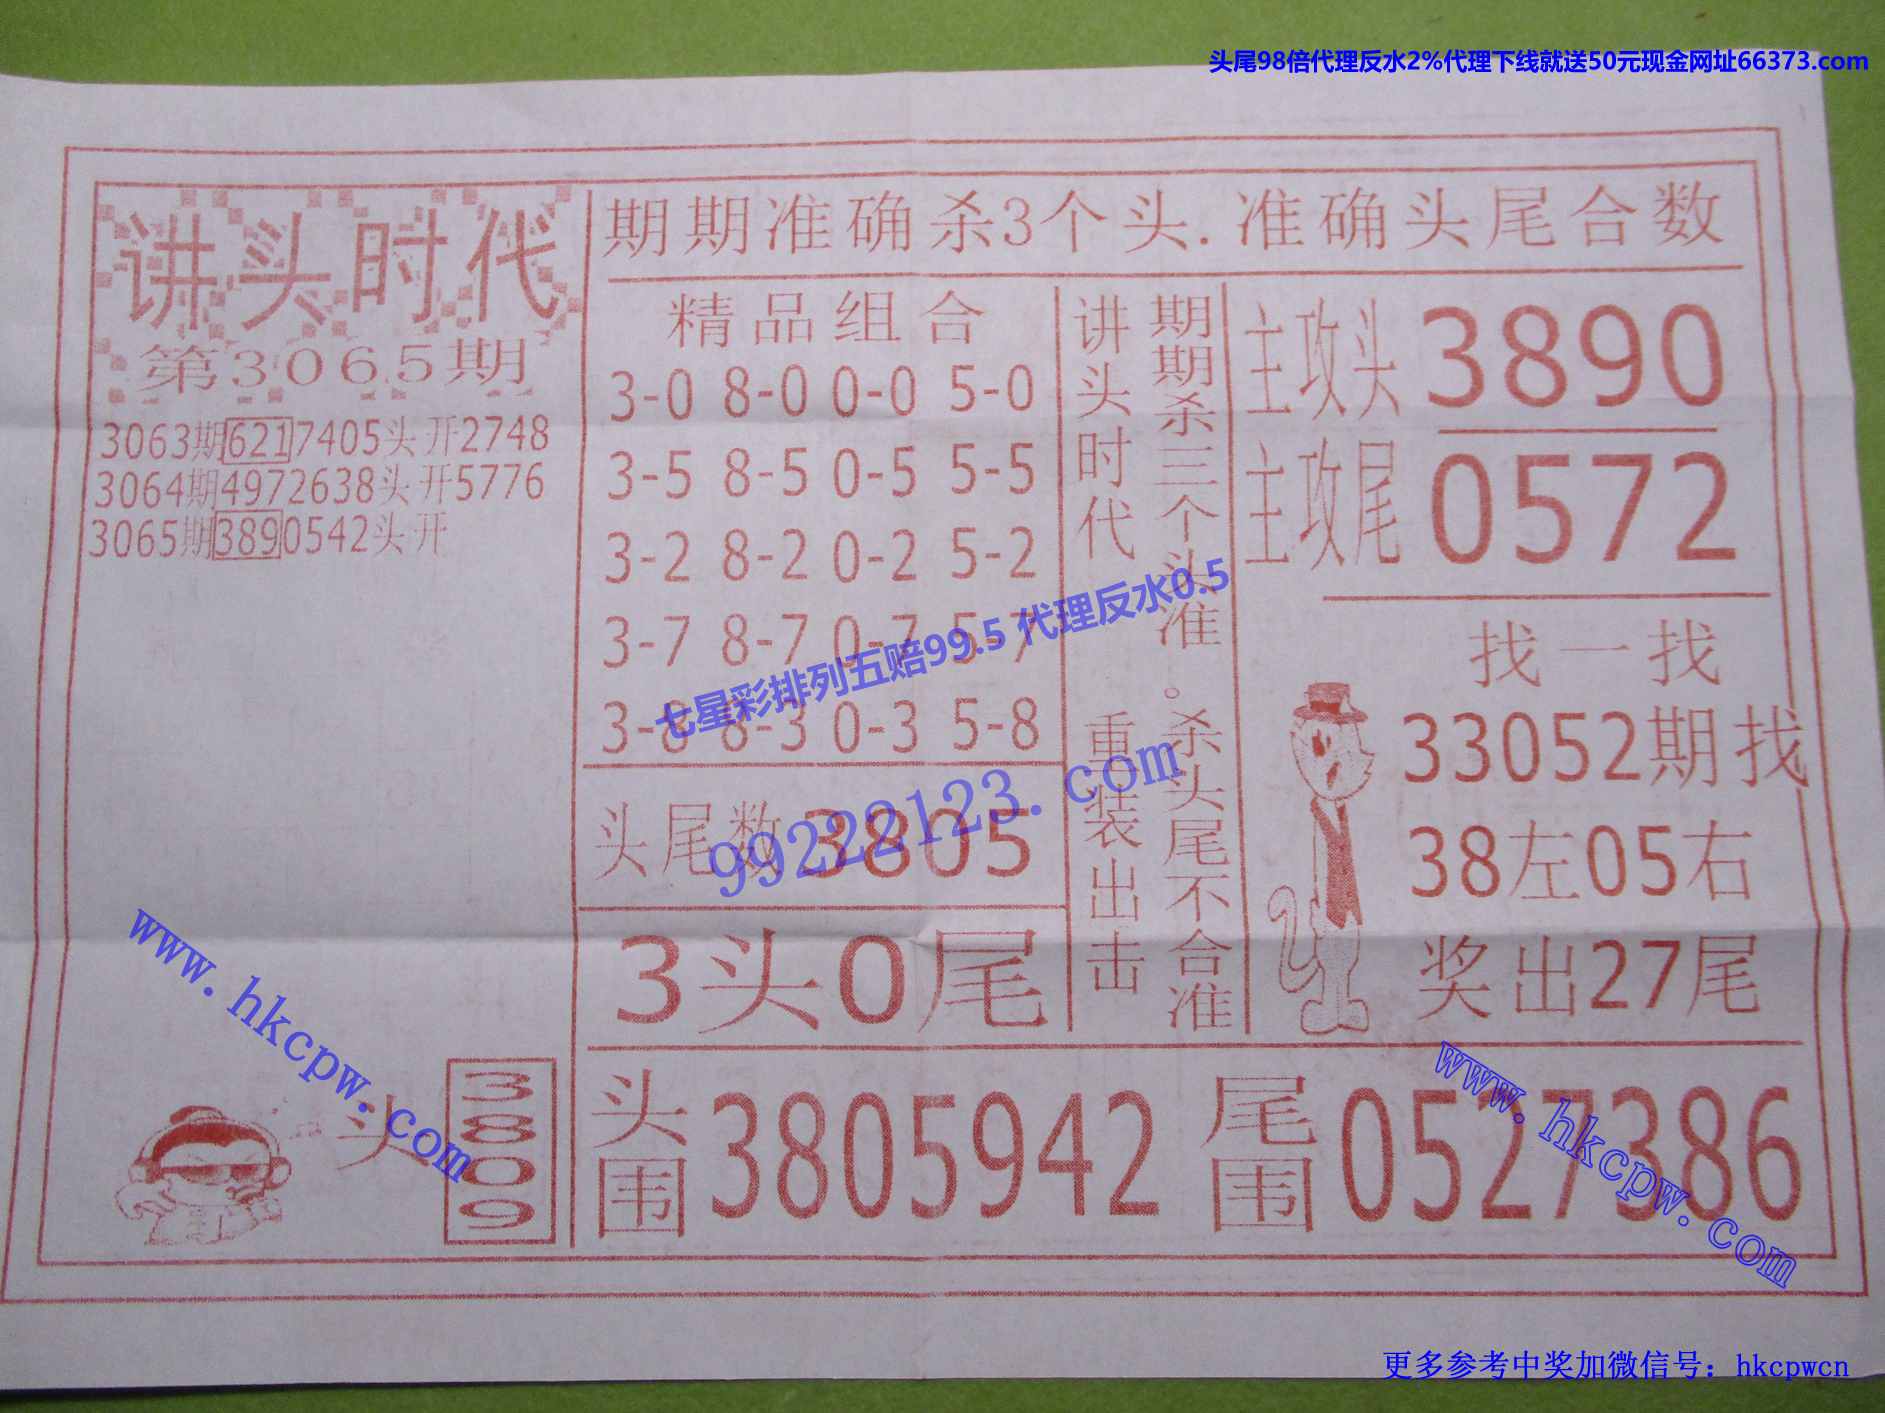 头尾98倍代理反水2%代理下线就送50元现金网址66373.com
讲头时代
第3065期
3063期6217405头开2748
3064期4972638头开5776
3065期3890542头开
头
3809
期期准确杀3个头.准确头尾合数
精品组合
3-0 8-0 0-0 5-0
3-5 8-5 0-5 5-5
3-2 8-2 0-2 5-2
3-7 8-7 0-7 5-7
3-8 8-3 0-3 5-8
头尾数3805
3头0尾
讲头时代 重装出击
期期杀三个头准。杀头尾不合准
主攻头3890
主攻尾0572
找一找
33052期找
38左05右
奖出27尾
头围3805942
尾围0527386
七星彩排列五赔99.5 代理反水0.5
99222123.com
www.hkcpw.com
www.hkcpw.com
更多参考中奖加微信号：hkcpwcn